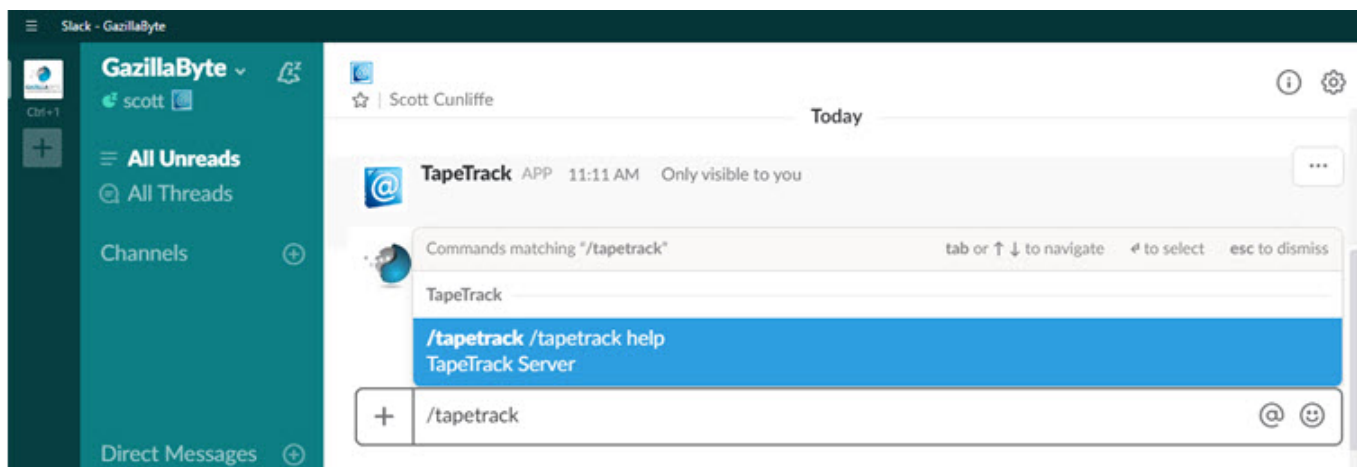 Slack - GazillaByte
GazillaByte
scott
Ctrl+1
All Unreads
All Threads
Channels
Direct Messages
Scott Cunliffe
Today
TapeTrack APP 11:11 AM Only visible to you
Commands matching "/tapetrack" tab or ↑ ↓ to navigate ↵ to select esc to dismiss
TapeTrack
/tapetrack /tapetrack help
TapeTrack Server
/tapetrack